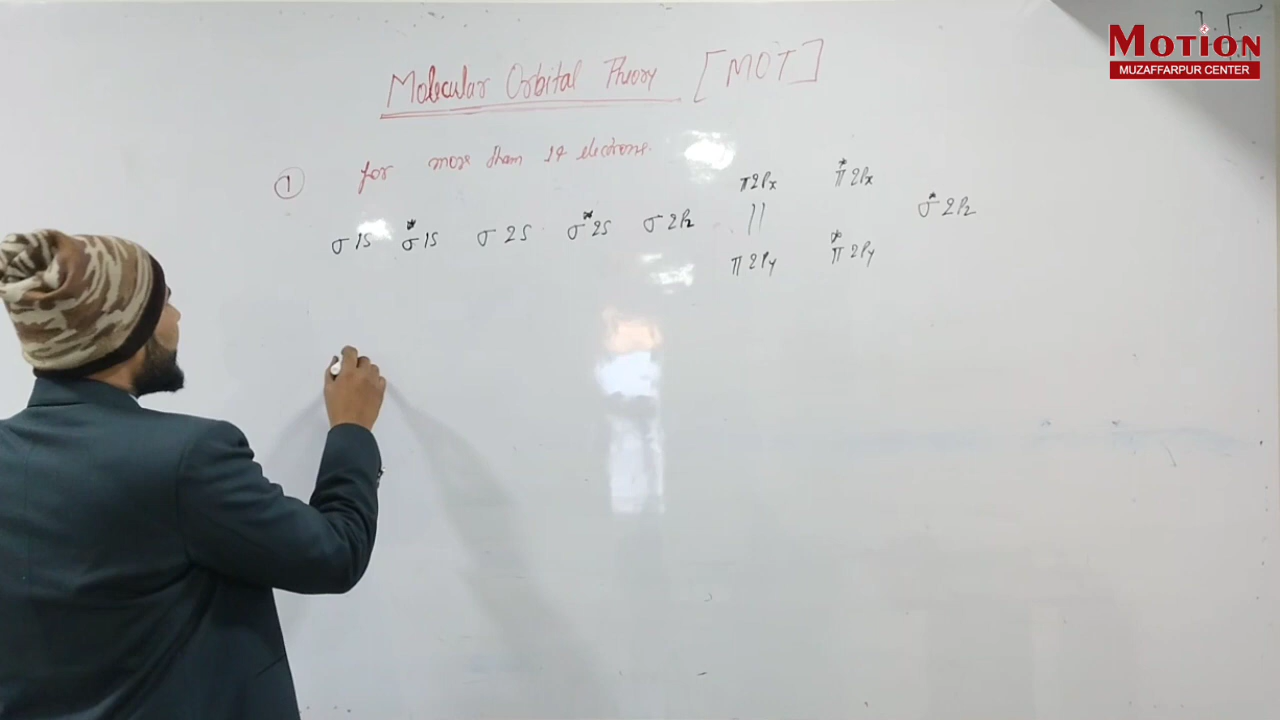 MOTION
MUZAFFARPUR CENTER
Molecular Orbital Theory [MOT]
① for more than 14 electrons.
σ1s σ*1s σ2s σ*2s σ2Pz π2Px π*2Px σ*2Pz
||
π2Py π*2Py